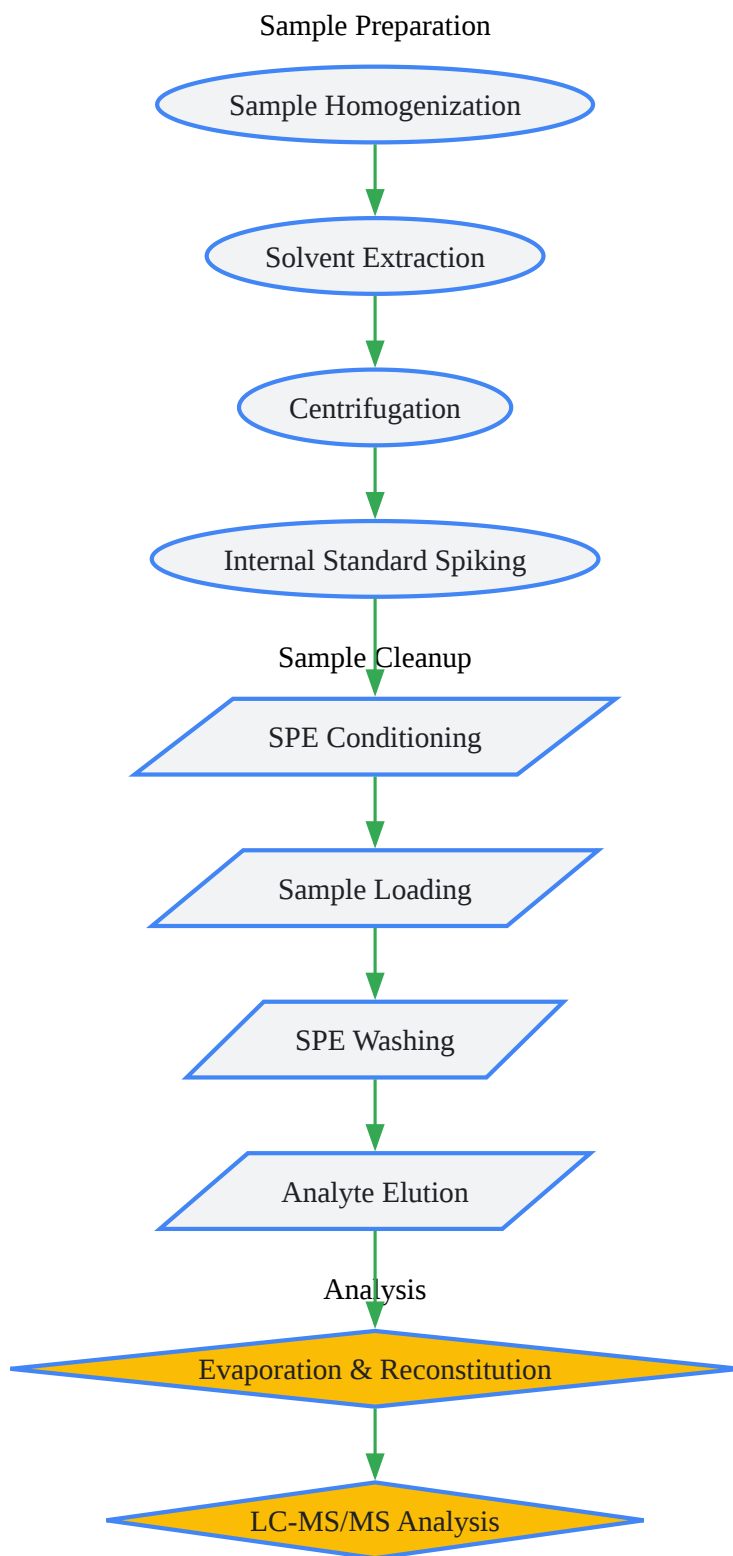 Sample Preparation
Sample Homogenization
Solvent Extraction
Centrifugation
Internal Standard Spiking
Sample Cleanup
SPE Conditioning
Sample Loading
SPE Washing
Analyte Elution
Analysis
Evaporation & Reconstitution
LC-MS/MS Analysis